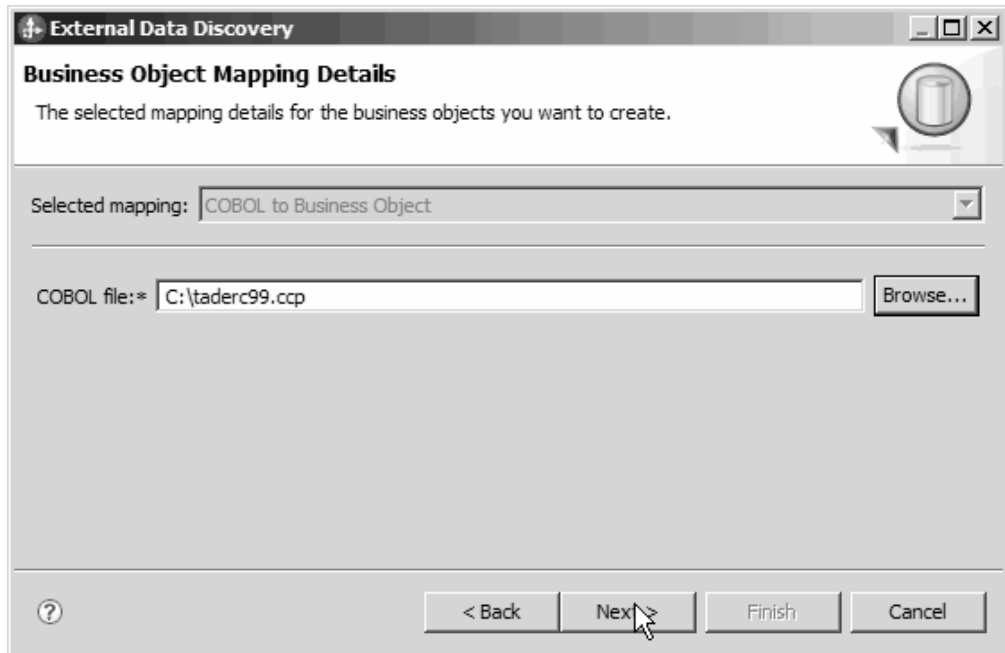 External Data Discovery
Business Object Mapping Details
The selected mapping details for the business objects you want to create.
Selected mapping: COBOL to Business Object
COBOL file:* C:\taderc99.ccp Browse...
? < Back Next > Finish Cancel